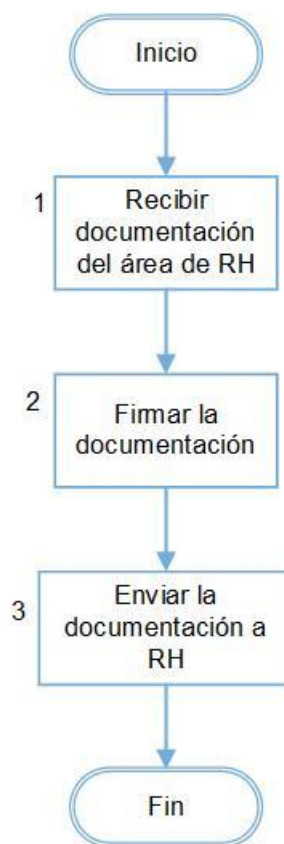 Inicio
1
Recibir
documentación
del área de RH
2
Firmar la
documentación
3
Enviar la
documentación a
RH
Fin